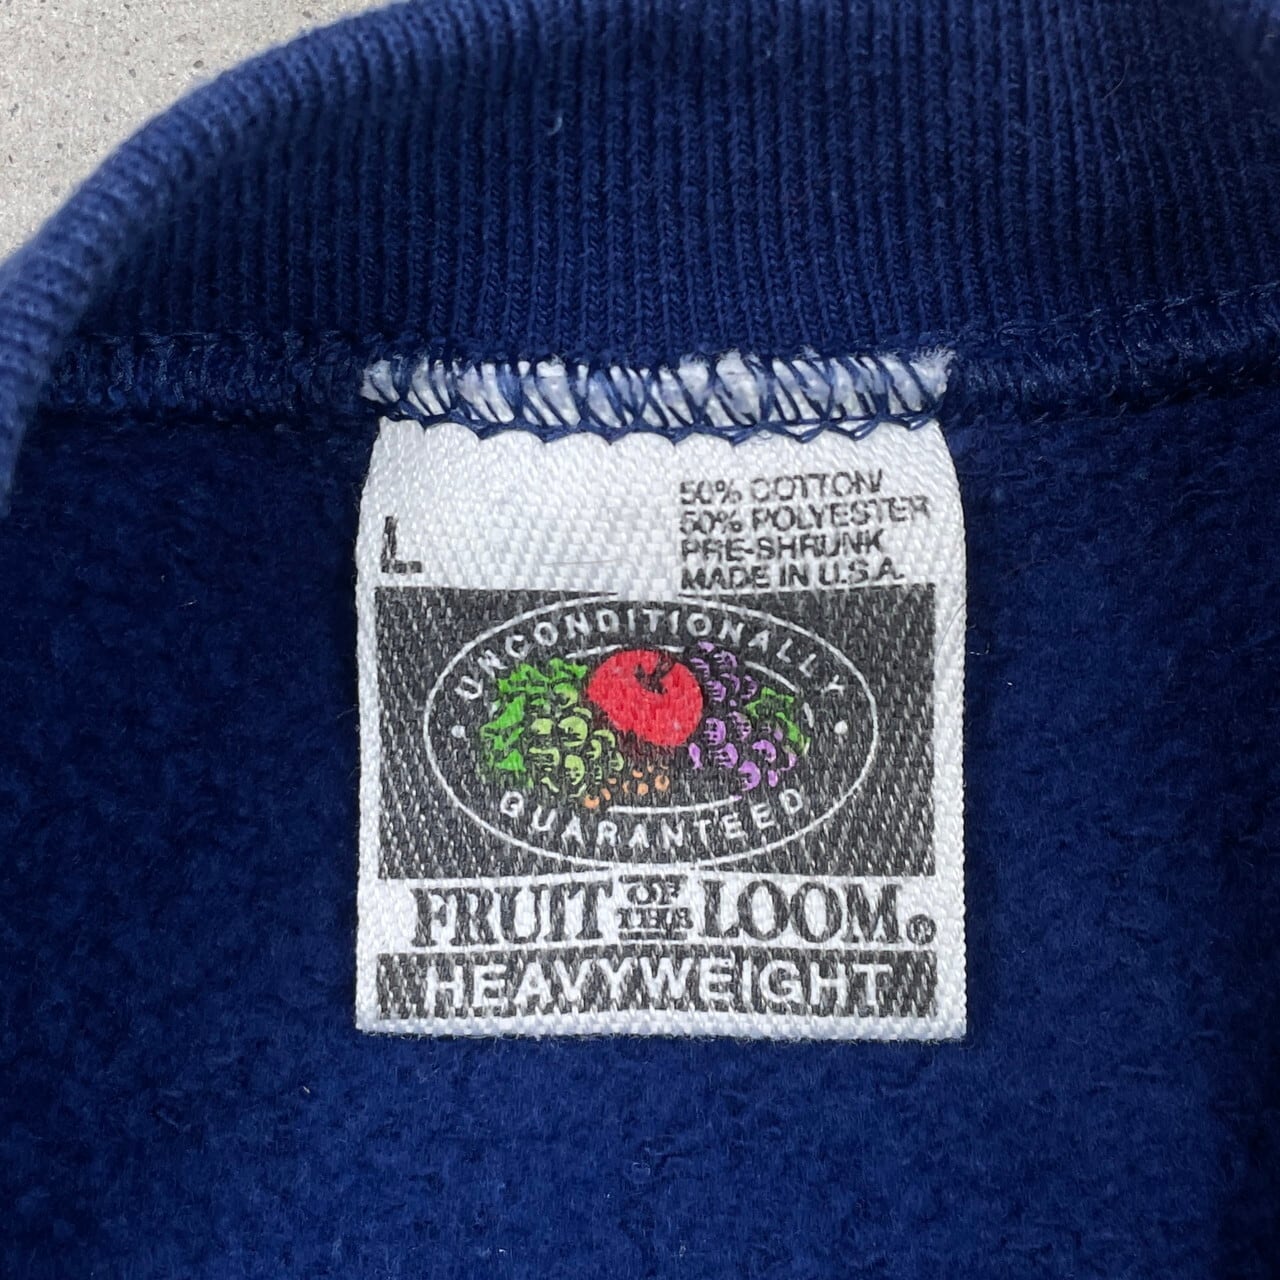 50% COTTON/
50% POLYESTER
PRE-SHRUNK
MADE IN U.S.A.
L
UNCONDITIONALLY
GUARANTEED
FRUIT OF THE LOOM®
HEAVYWEIGHT